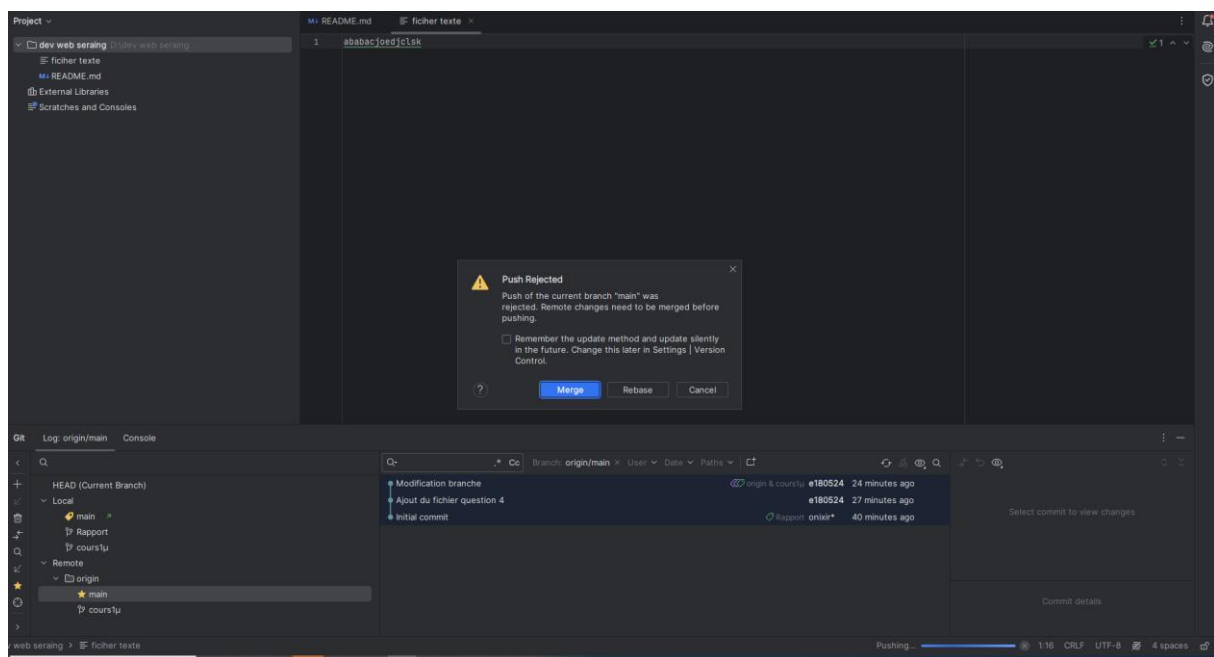 Project
README.md
ficiher texte
dev web seraing D:\dev web seraing
ficiher texte
README.md
External Libraries
Scratches and Consoles
1 ababacjoedjclsk
1
Push Rejected
Push of the current branch "main" was
rejected. Remote changes need to be merged before
pushing.
Remember the update method and update silently
in the future. Change this later in Settings | Version
Control.
? Merge Rebase Cancel
Git Log: origin/main Console
.* Cc Branch: origin/main User Date Paths
HEAD (Current Branch)
Local
main
Rapport
cours1µ
Remote
origin
main
cours1µ
Modification branche origin & cours1µ e180524 24 minutes ago
Ajout du fichier question 4 e180524 27 minutes ago
Initial commit Rapport onixir* 40 minutes ago
Select commit to view changes
Commit details
web seraing > ficiher texte
Pushing... 1:16 CRLF UTF-8 4 spaces